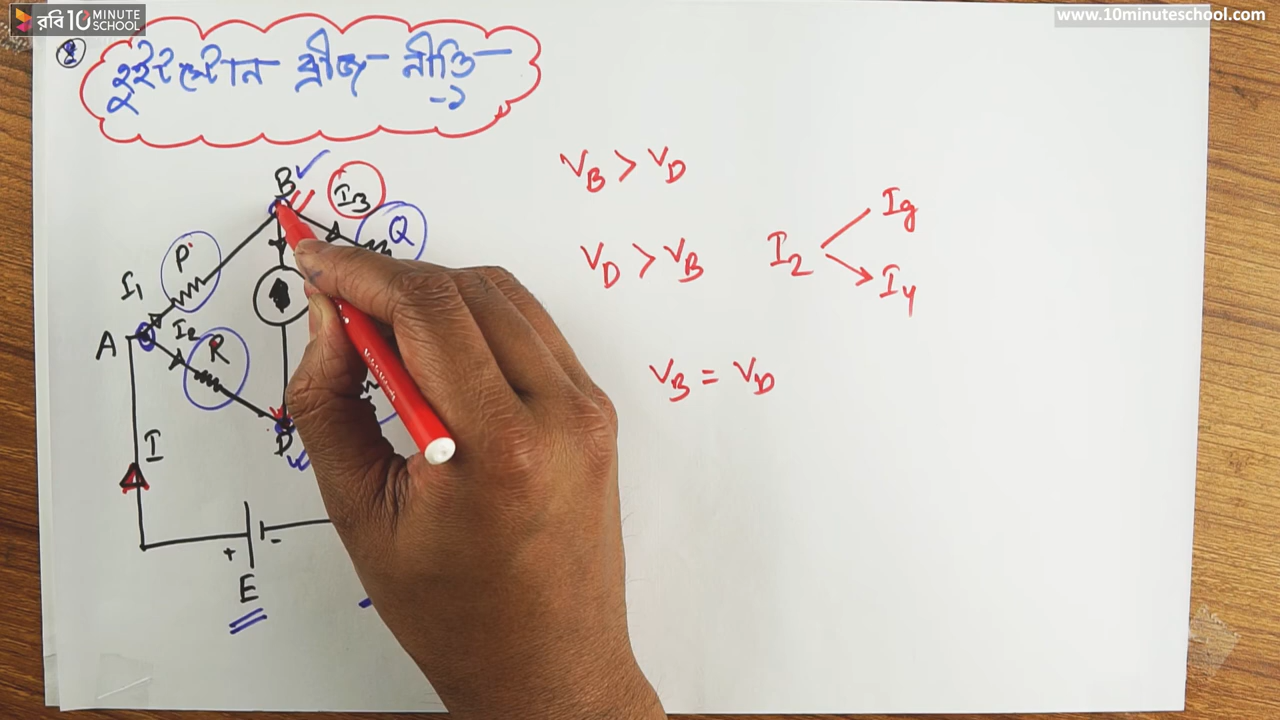 রবি 10 MINUTE SCHOOL
www.10minuteschool.com
হুইটস্টোন ব্রীজ নীতি
-১
B
I3
Q
P
I1
A
I2
R
D
I
+ -
E
VB > VD
VD > VB
I2
Ig
I4
VB = VD